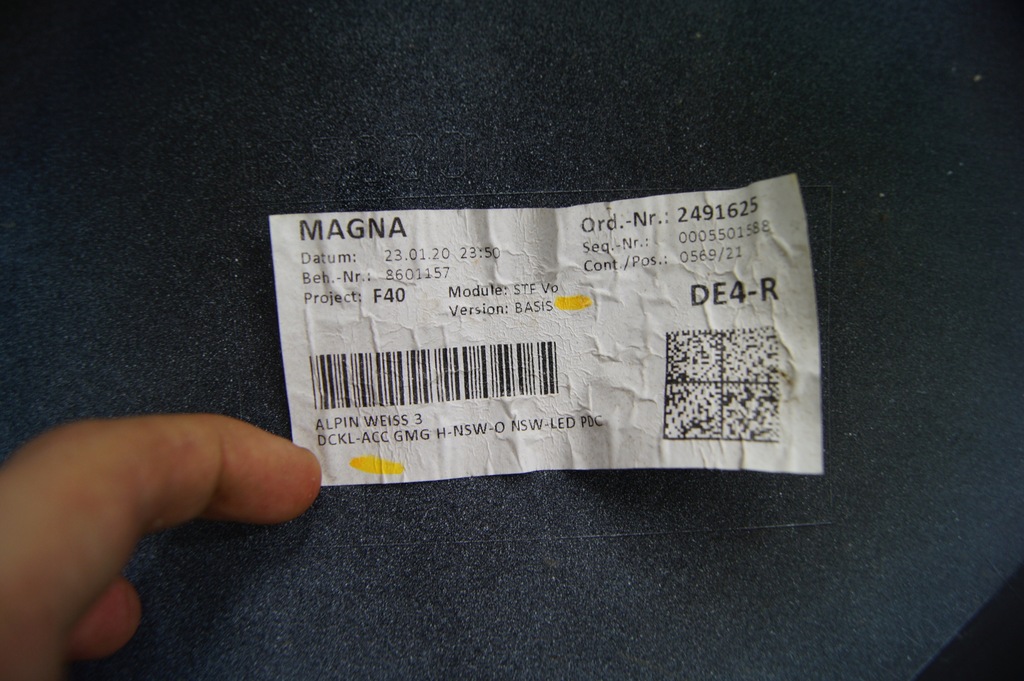 MAGNA
Datum: 23.01.20 23:50
Beh.-Nr.: 8601157
Project: F40
Module: STF Vo
Version: BASIS
Ord.-Nr.: 2491625
Seq.-Nr.: 0005501588
Cont./Pos.: 0569/21
DE4-R
ALPIN WEISS 3
DCKL-ACC GMG H-NSW-O NSW-LED PDC